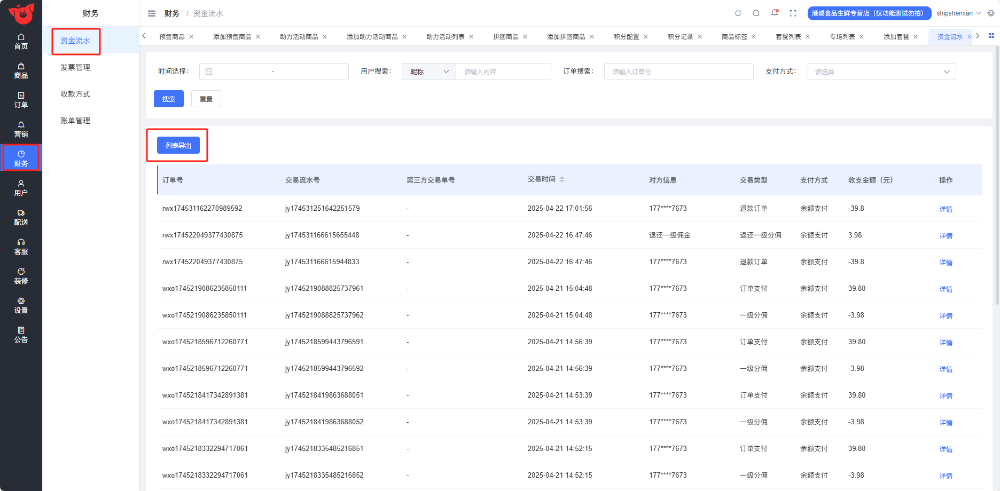 财务
财务 / 资金流水
港城食品生鲜专营店（仅功能测试勿拍）
shipshenxan
首页
商品
订单
营销
财务
用户
配送
客服
装修
设置
公告
资金流水
发票管理
收款方式
账单管理
预售商品 添加预售商品 助力活动商品 添加助力活动商品 助力活动列表 拼团商品 添加拼团商品 积分配置 积分记录 商品标签 套餐列表 专场列表 添加套餐 资金流水
时间选择： - 用户搜索： 昵称 请输入内容 订单搜索： 请输入订单号 支付方式： 请选择
搜索 重置
列表导出
订单号 交易流水号 第三方交易单号 交易时间 对方信息 交易类型 支付方式 收支金额（元） 操作
rwx174531162270989592 jy174531251642251579 - 2025-04-22 17:01:56 177****7673 退款订单 余额支付 -39.8 详情
rwx174522049377430875 jy174531166615655448 - 2025-04-22 16:47:46 退还一级佣金 返还一级分佣 余额支付 3.98 详情
rwx174522049377430875 jy174531166615944833 - 2025-04-22 16:47:46 177****7673 退款订单 余额支付 -39.8 详情
wxo1745219086235850111 jy1745219088825737961 - 2025-04-21 15:04:48 177****7673 订单支付 余额支付 39.80 详情
wxo1745219086235850111 jy1745219088825737962 - 2025-04-21 15:04:48 177****7673 一级分佣 余额支付 -3.98 详情
wxo1745218596712260771 jy1745218599443796591 - 2025-04-21 14:56:39 177****7673 订单支付 余额支付 39.80 详情
wxo1745218596712260771 jy1745218599443796592 - 2025-04-21 14:56:39 177****7673 一级分佣 余额支付 -3.98 详情
wxo1745218417342891381 jy1745218419863688051 - 2025-04-21 14:53:39 177****7673 订单支付 余额支付 39.80 详情
wxo1745218417342891381 jy1745218419863688052 - 2025-04-21 14:53:39 177****7673 一级分佣 余额支付 -3.98 详情
wxo1745218332294717061 jy1745218335485216851 - 2025-04-21 14:52:15 177****7673 订单支付 余额支付 39.80 详情
wxo1745218332294717061 jy1745218335485216852 - 2025-04-21 14:52:15 177****7673 一级分佣 余额支付 -3.98 详情